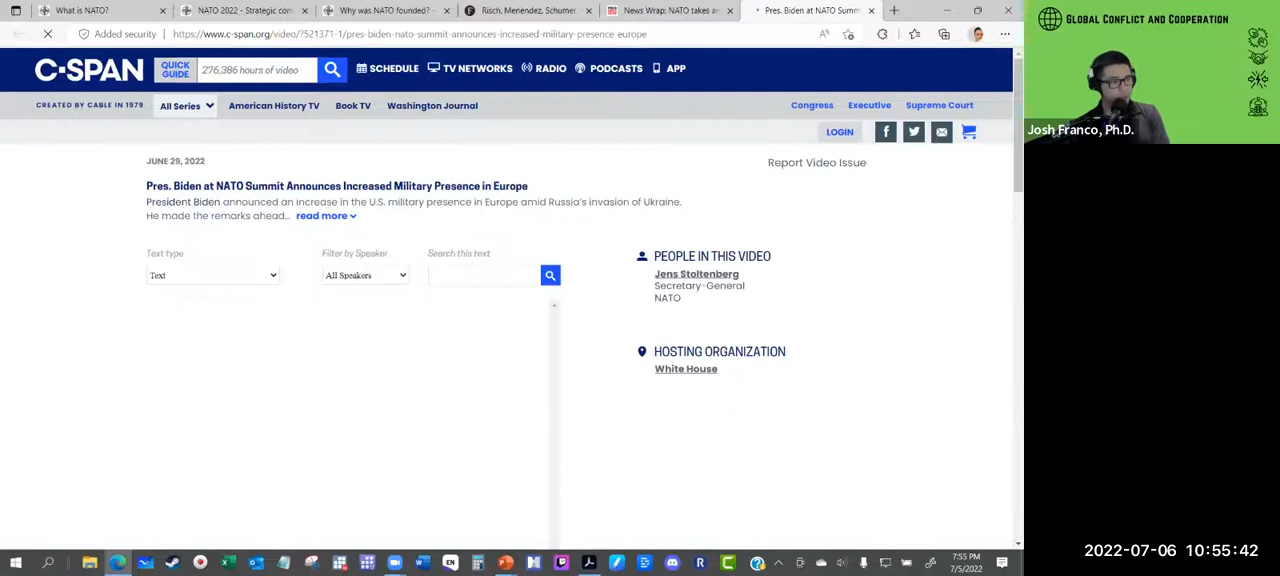 What is NATO?
NATO 2022 - Strategic con
Why was NATO founded? -
Risch, Menendez, Schumer
News Wrap: NATO takes an
Pres. Biden at NATO Summ
Added security
https://www.c-span.org/video/?521371-1/pres-biden-nato-summit-announces-increased-military-presence-europe
C-SPAN
QUICK GUIDE
276,386 hours of video
SCHEDULE
TV NETWORKS
RADIO
PODCASTS
APP
CREATED BY CABLE IN 1979
All Series
American History TV
Book TV
Washington Journal
Congress
Executive
Supreme Court
LOGIN
JUNE 29, 2022
Report Video Issue
Pres. Biden at NATO Summit Announces Increased Military Presence in Europe
President Biden announced an increase in the U.S. military presence in Europe amid Russia's invasion of Ukraine.
He made the remarks ahead... read more
Text type
Filter by Speaker
Search this text
Text
All Speakers
PEOPLE IN THIS VIDEO
Jens Stoltenberg
Secretary-General
NATO
HOSTING ORGANIZATION
White House
GLOBAL CONFLICT AND COOPERATION
Josh Franco, Ph.D.
2022-07-06 10:55:42
EN
7:55 PM
7/5/2022